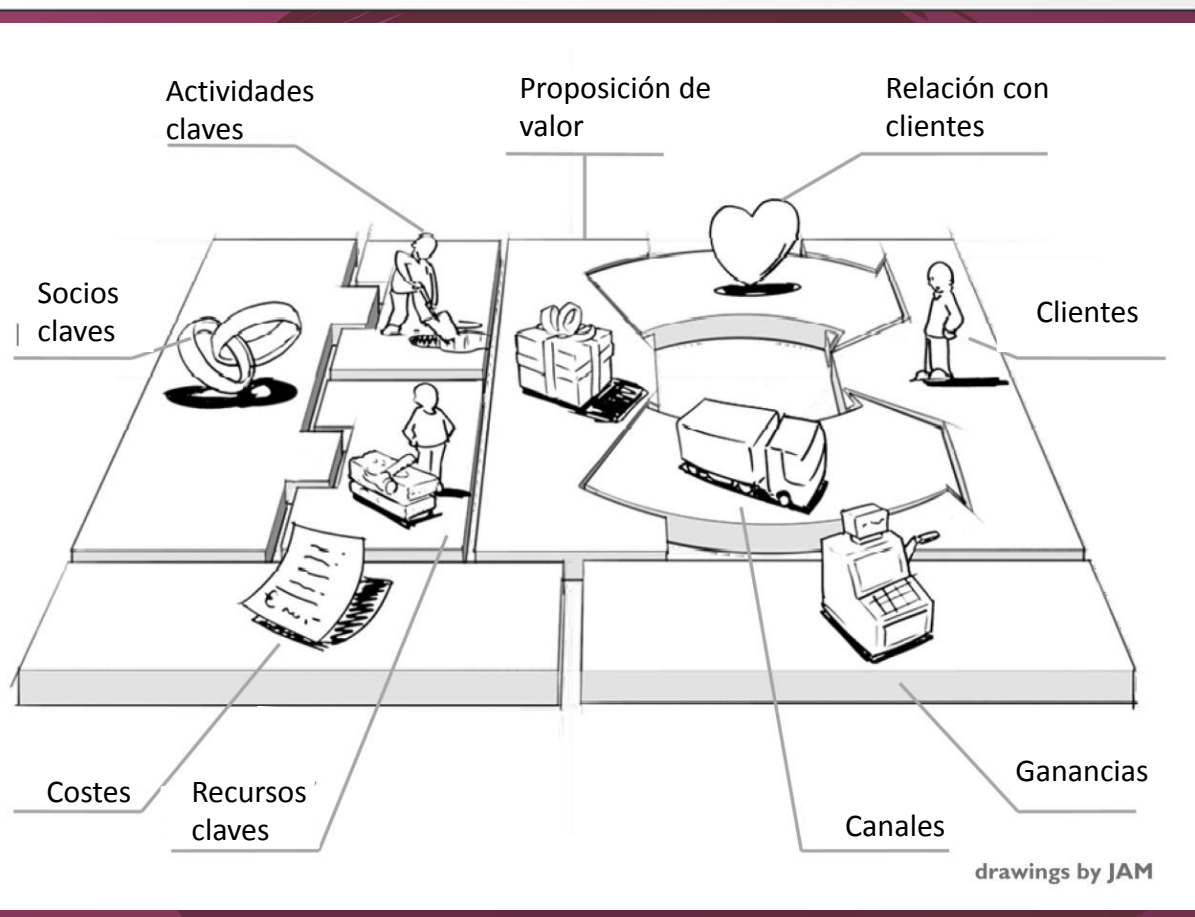 Actividades
claves
Proposición de
valor
Relación con
clientes
Socios
claves
Clientes
Costes
Recursos
claves
Canales
Ganancias
drawings by JAM